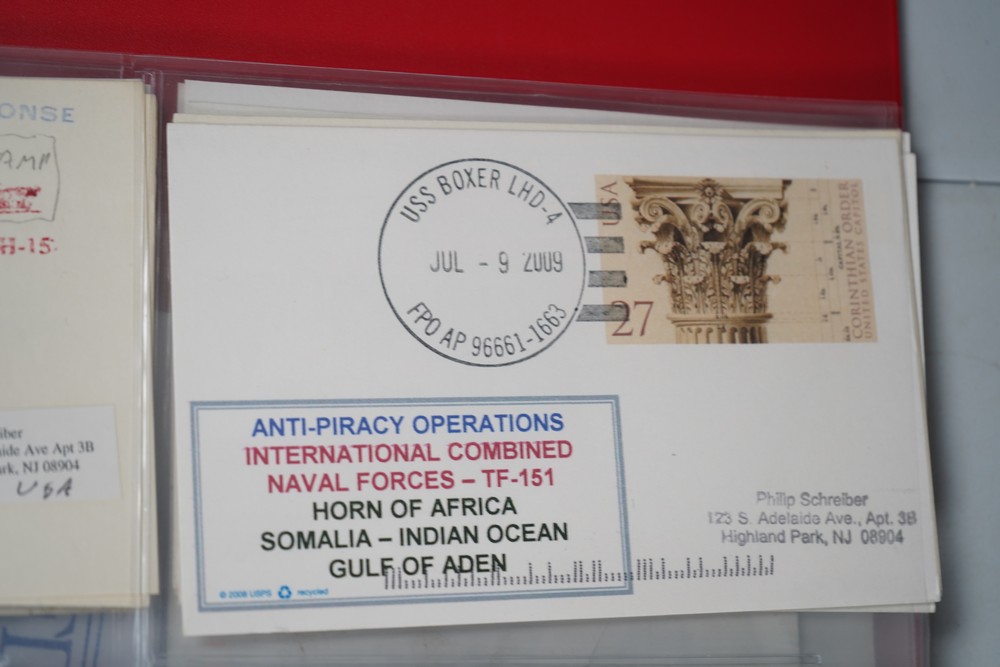 ONSE
AMP
H-15
ber
ide Ave Apt 3B
rk, NJ 08904
USA
USS BOXER LHD-4
JUL - 9 2009
FPO AP 96661-1663
USA
27
CORINTHIAN ORDER
UNITED STATES CAPITOL
ANTI-PIRACY OPERATIONS
INTERNATIONAL COMBINED
NAVAL FORCES – TF-151
HORN OF AFRICA
SOMALIA – INDIAN OCEAN
GULF OF ADEN
© 2008 USPS recycled
Philip Schreiber
123 S. Adelaide Ave., Apt. 3B
Highland Park, NJ 08904